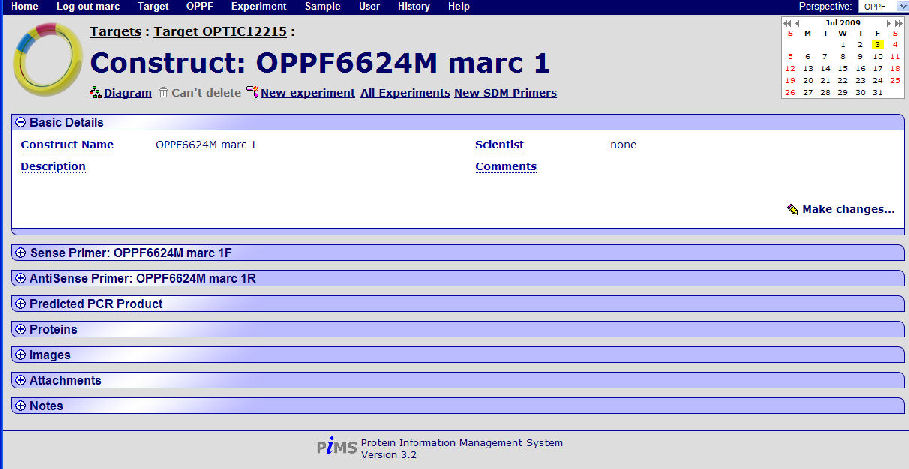 Home Log out marc Target OPPF Experiment Sample User History Help Perspective: OPPF
Targets : Target OPTIC12215 :
Construct: OPPF6624M marc 1
Diagram Can't delete New experiment All Experiments New SDM Primers
Jul 2009
S M T W T F S
1 2 3 4
5 6 7 8 9 10 11
12 13 14 15 16 17 18
19 20 21 22 23 24 25
26 27 28 29 30 31
Basic Details
Construct Name OPPF6624M marc 1 Scientist none
Description Comments
Make changes...
Sense Primer: OPPF6624M marc 1F
AntiSense Primer: OPPF6624M marc 1R
Predicted PCR Product
Proteins
Images
Attachments
Notes
PiMS Protein Information Management System
Version 3.2